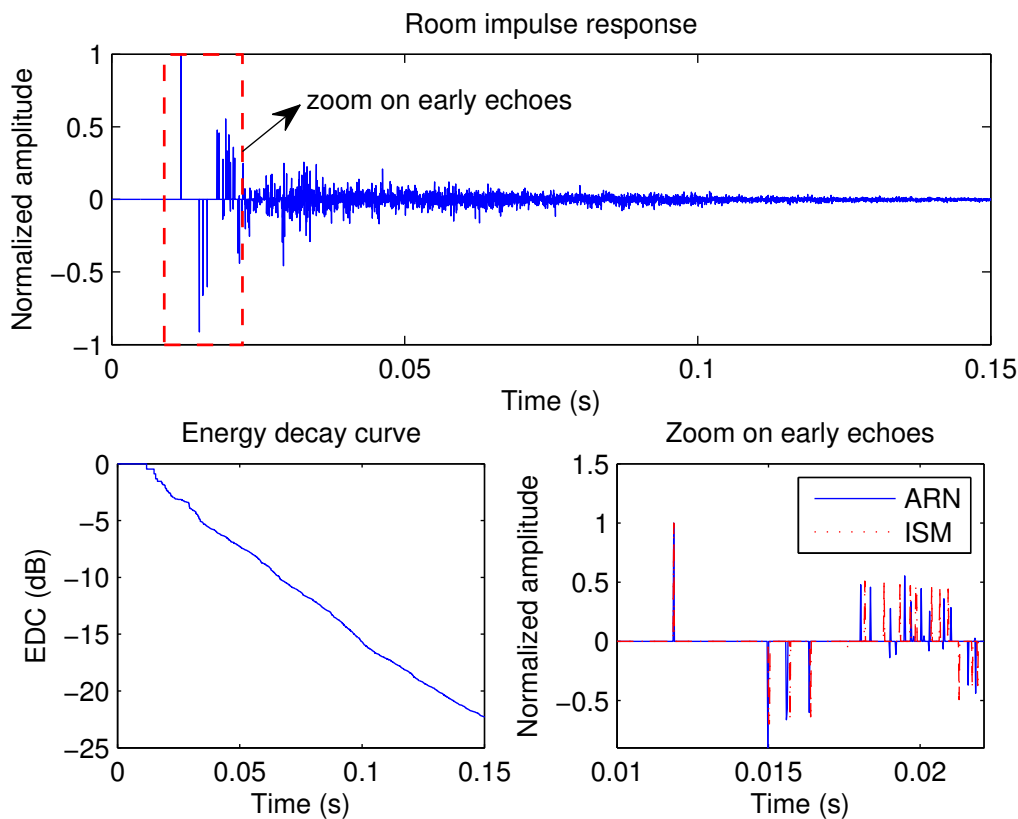 Room impulse response
Normalized amplitude
1
0.5
0
−0.5
−1
zoom on early echoes
0
0.05
0.1
0.15
Time (s)
Energy decay curve
EDC (dB)
0
−5
−10
−15
−20
−25
0
0.05
0.1
0.15
Time (s)
Zoom on early echoes
Normalized amplitude
1.5
1
0.5
0
−0.5
ARN
ISM
0.01
0.015
0.02
Time (s)